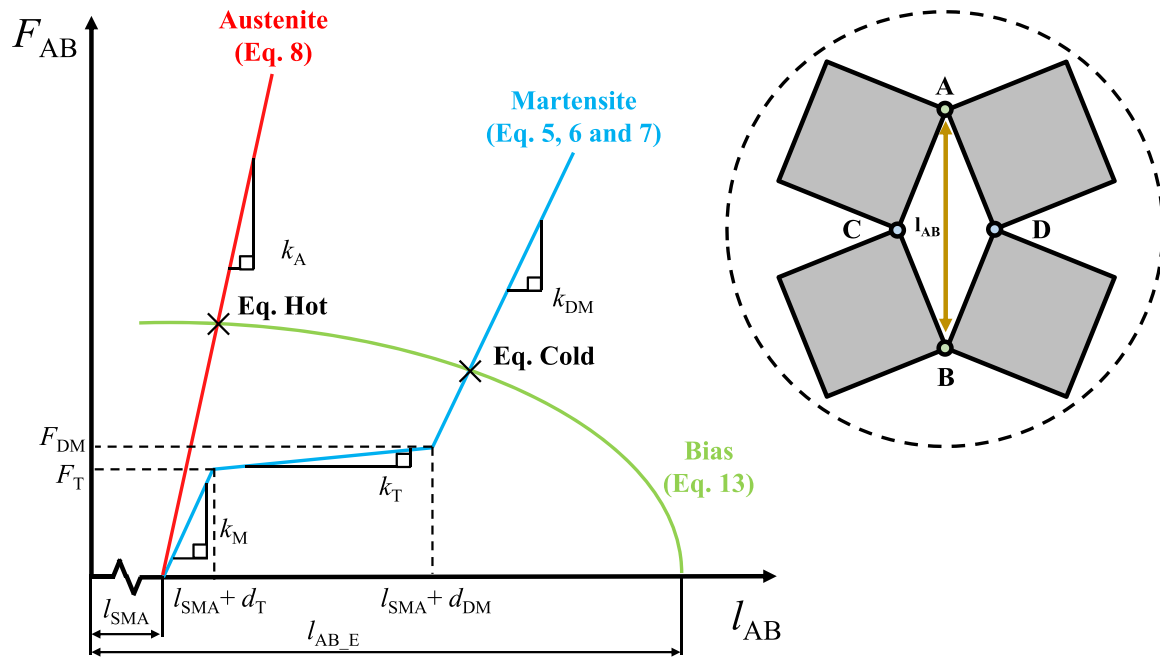 F_AB
Austenite
(Eq. 8)
Martensite
(Eq. 5, 6 and 7)
A
C
l_AB
D
B
k_A
k_DM
Eq. Hot
Eq. Cold
F_DM
F_T
k_T
k_M
Bias
(Eq. 13)
l_SMA
l_SMA + d_T
l_SMA + d_DM
l_AB
l_AB_E